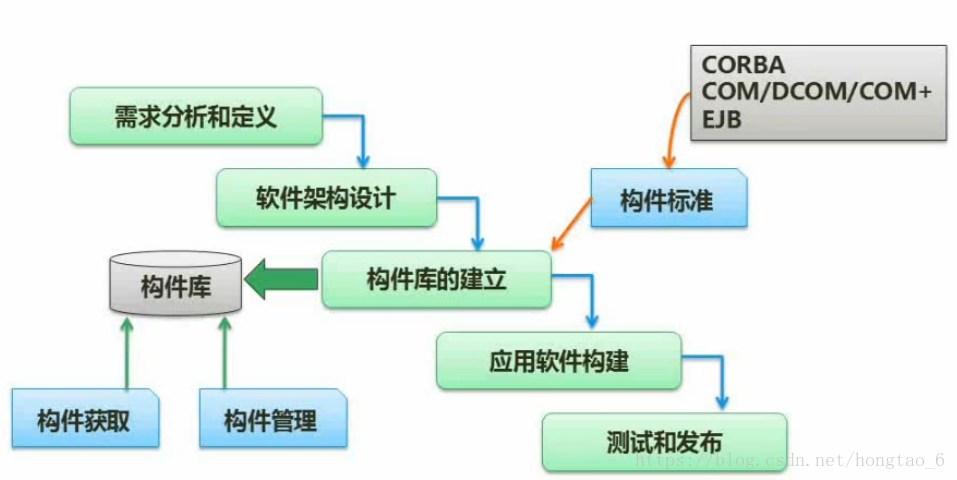 CORBA
COM/DCOM/COM+
EJB
需求分析和定义
软件架构设计
构件标准
构件库的建立
构件库
应用软件构建
构件获取
构件管理
测试和发布
https://blog.csdn.net/hongtao_6